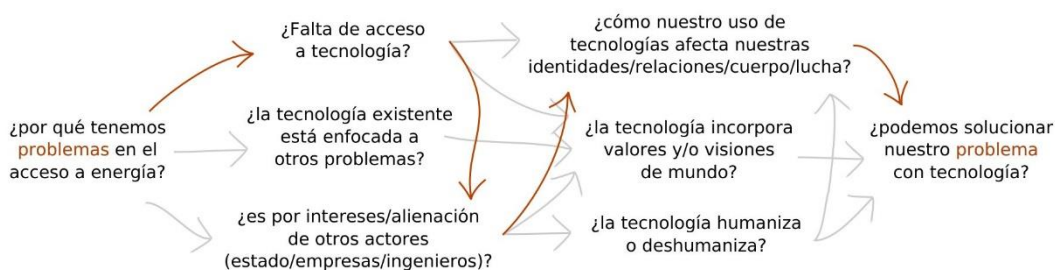 ¿por qué tenemos
problemas en el
acceso a energía?
¿Falta de acceso
a tecnología?
¿la tecnología existente
está enfocada a
otros problemas?
¿es por intereses/alienación
de otros actores
(estado/empresas/ingenieros)?
¿cómo nuestro uso de
tecnologías afecta nuestras
identidades/relaciones/cuerpo/lucha?
¿la tecnología incorpora
valores y/o visiones
de mundo?
¿la tecnología humaniza
o deshumaniza?
¿podemos solucionar
nuestro problema
con tecnología?